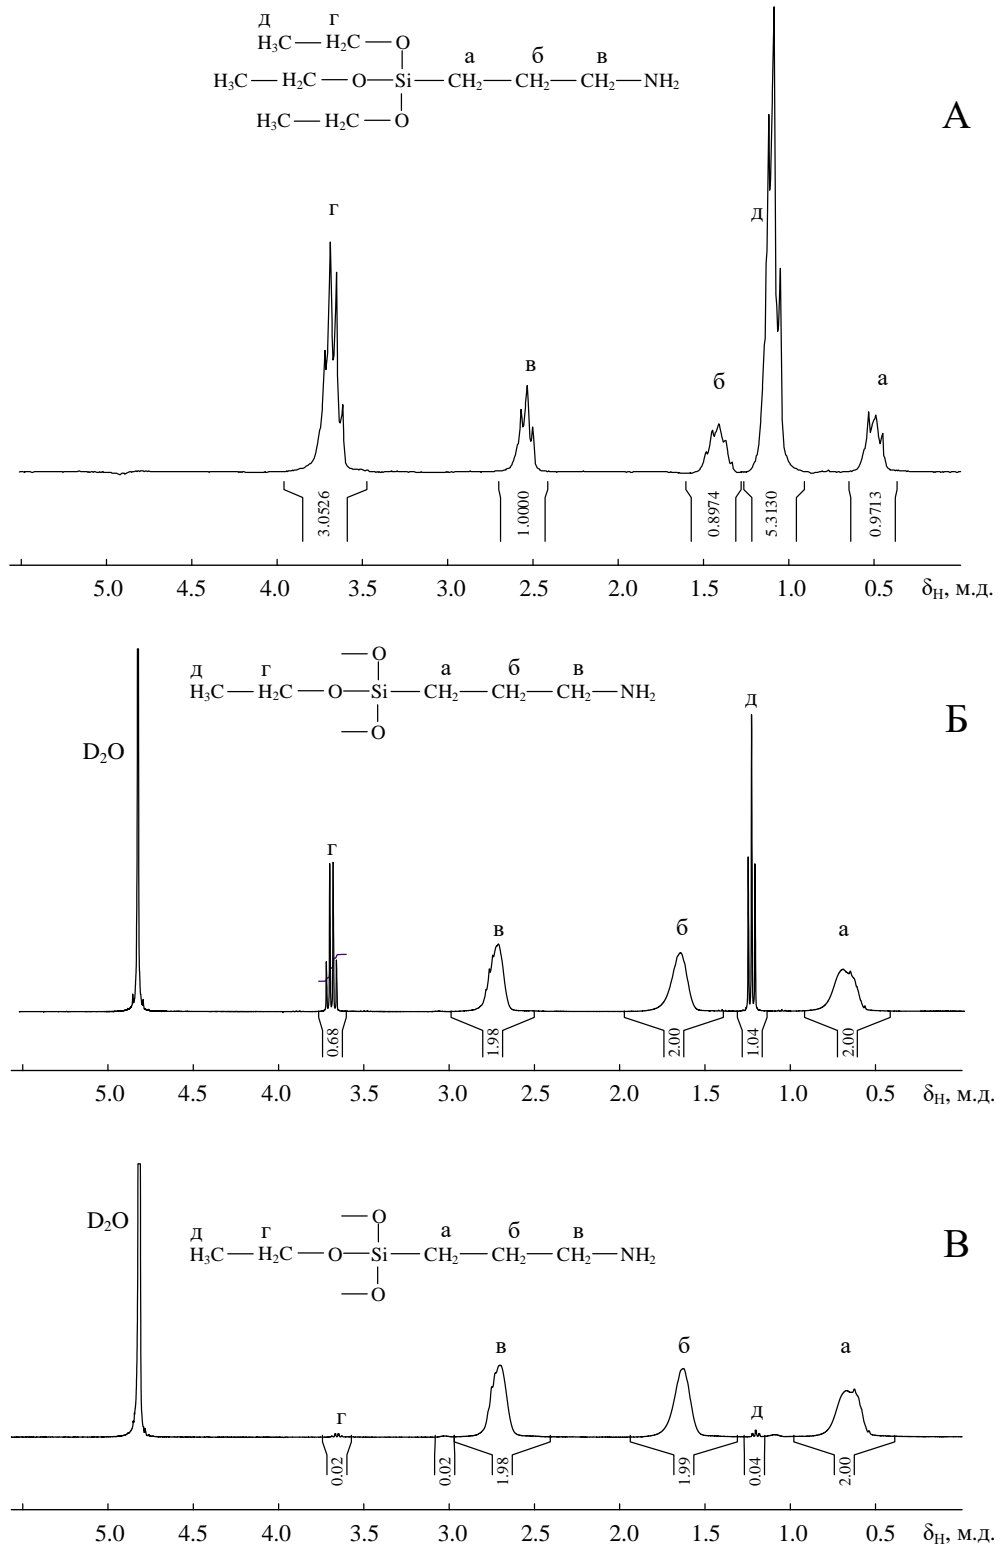 д г
H₃C—H₂C—O
а б в
H₃C—H₂C—O—Si—CH₂—CH₂—CH₂—NH₂
H₃C—H₂C—O
А
г
в
б
д
а
3.0526 1.0000 0.8974 5.3130 0.9713
5.0 4.5 4.0 3.5 3.0 2.5 2.0 1.5 1.0 0.5 δH, м.д.
—O
д г а б в
H₃C—H₂C—O—Si—CH₂—CH₂—CH₂—NH₂
—O
Б
D₂O
г
в
б
д
а
0.68 1.98 2.00 1.04 2.00
5.0 4.5 4.0 3.5 3.0 2.5 2.0 1.5 1.0 0.5 δH, м.д.
—O
D₂O
д г а б в
H₃C—H₂C—O—Si—CH₂—CH₂—CH₂—NH₂
—O
В
г
в
б
д
а
0.02 0.02 1.98 1.99 0.04 2.00
5.0 4.5 4.0 3.5 3.0 2.5 2.0 1.5 1.0 0.5 δH, м.д.